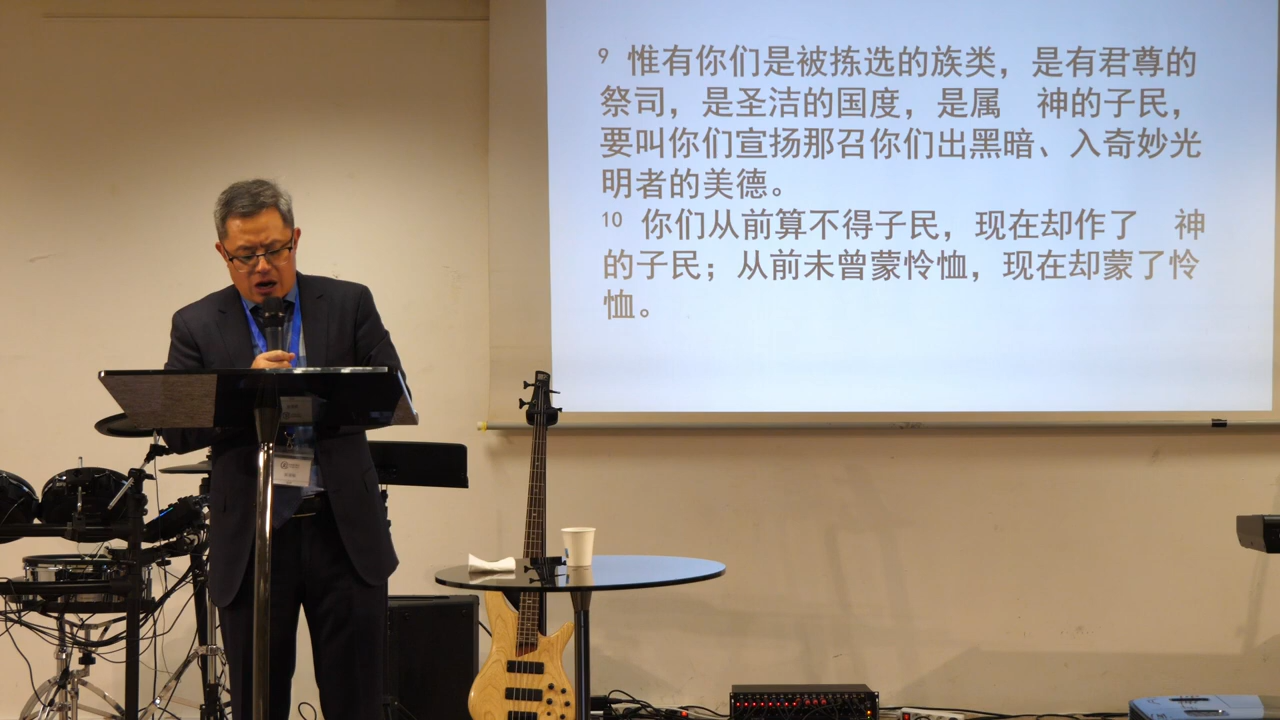 9 惟有你们是被拣选的族类，是有君尊的
祭司，是圣洁的国度，是属　神的子民，
要叫你们宣扬那召你们出黑暗、入奇妙光
明者的美德。
10 你们从前算不得子民，现在却作了　神
的子民；从前未曾蒙怜恤，现在却蒙了怜
恤。